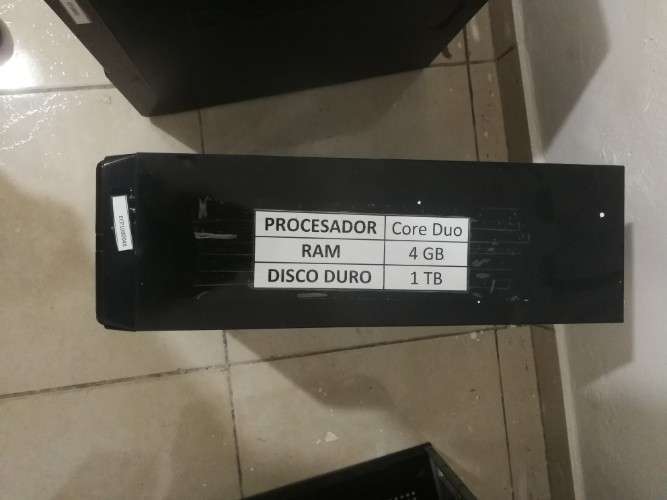 PROCESADOR Core Duo
RAM 4 GB
DISCO DURO 1 TB